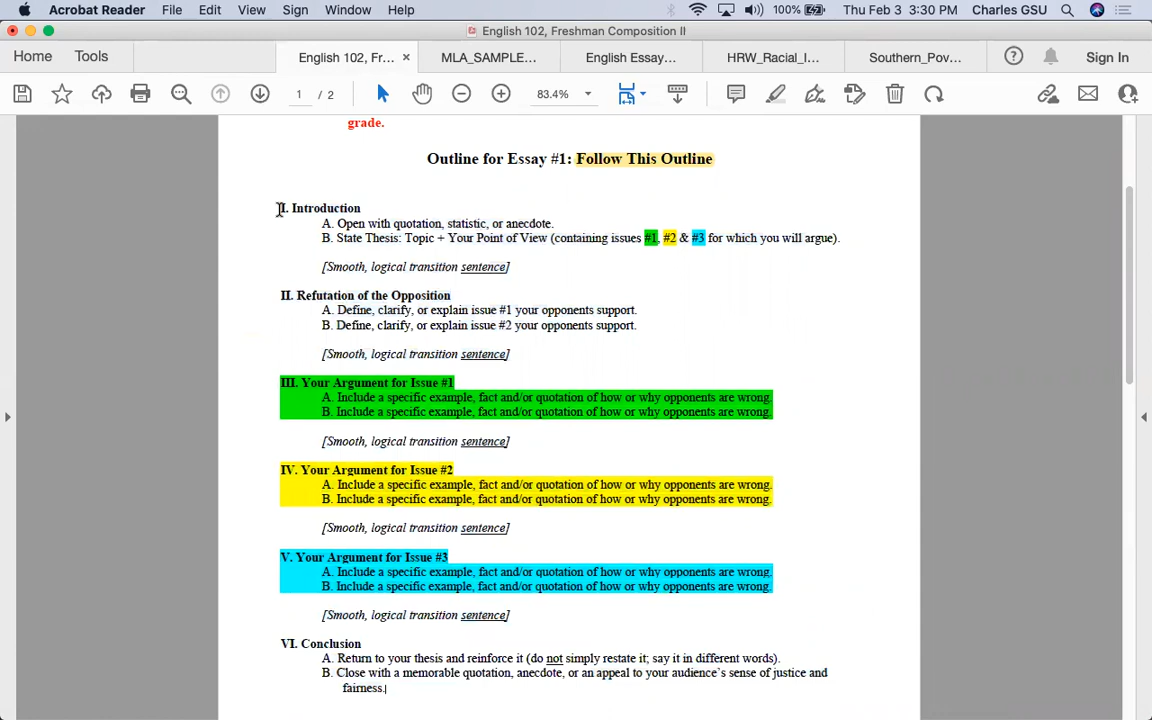 Acrobat Reader File Edit View Sign Window Help 100% Thu Feb 3 3:30 PM Charles GSU
English 102, Freshman Composition II
Home Tools English 102, Fr... × MLA_SAMPLE... English Essay... HRW_Racial_I... Southern_Pov... Sign In
1 / 2 83.4%
grade.
Outline for Essay #1: Follow This Outline
I. Introduction
A. Open with quotation, statistic, or anecdote.
B. State Thesis: Topic + Your Point of View (containing issues #1, #2 & #3 for which you will argue).
[Smooth, logical transition sentence]
II. Refutation of the Opposition
A. Define, clarify, or explain issue #1 your opponents support.
B. Define, clarify, or explain issue #2 your opponents support.
[Smooth, logical transition sentence]
III. Your Argument for Issue #1
A. Include a specific example, fact and/or quotation of how or why opponents are wrong.
B. Include a specific example, fact and/or quotation of how or why opponents are wrong.
[Smooth, logical transition sentence]
IV. Your Argument for Issue #2
A. Include a specific example, fact and/or quotation of how or why opponents are wrong.
B. Include a specific example, fact and/or quotation of how or why opponents are wrong.
[Smooth, logical transition sentence]
V. Your Argument for Issue #3
A. Include a specific example, fact and/or quotation of how or why opponents are wrong.
B. Include a specific example, fact and/or quotation of how or why opponents are wrong.
[Smooth, logical transition sentence]
VI. Conclusion
A. Return to your thesis and reinforce it (do not simply restate it; say it in different words).
B. Close with a memorable quotation, anecdote, or an appeal to your audience's sense of justice and
fairness.